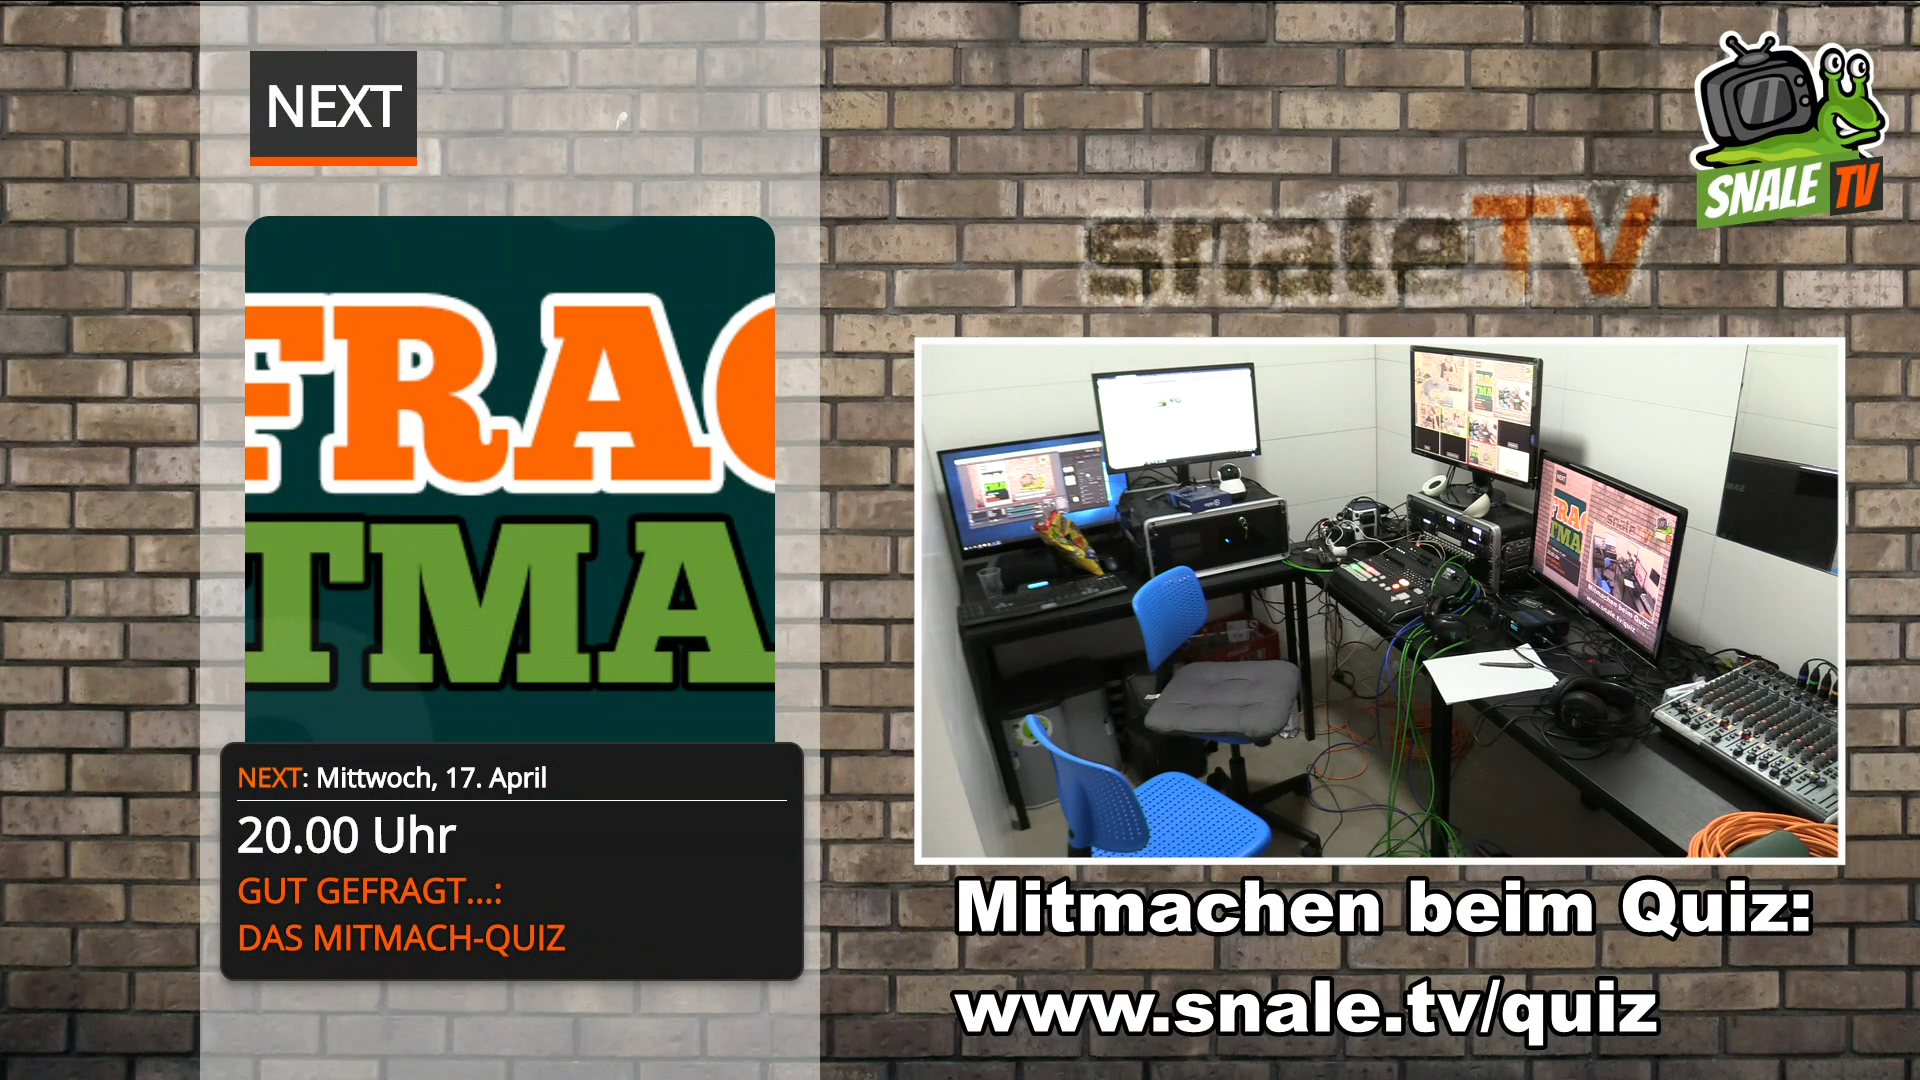 NEXT
FRAG
TMA
NEXT: Mittwoch, 17. April
20.00 Uhr
GUT GEFRAGT...:
DAS MITMACH-QUIZ
SNALE TV
snaleTV
Mitmachen beim Quiz:
www.snale.tv/quiz